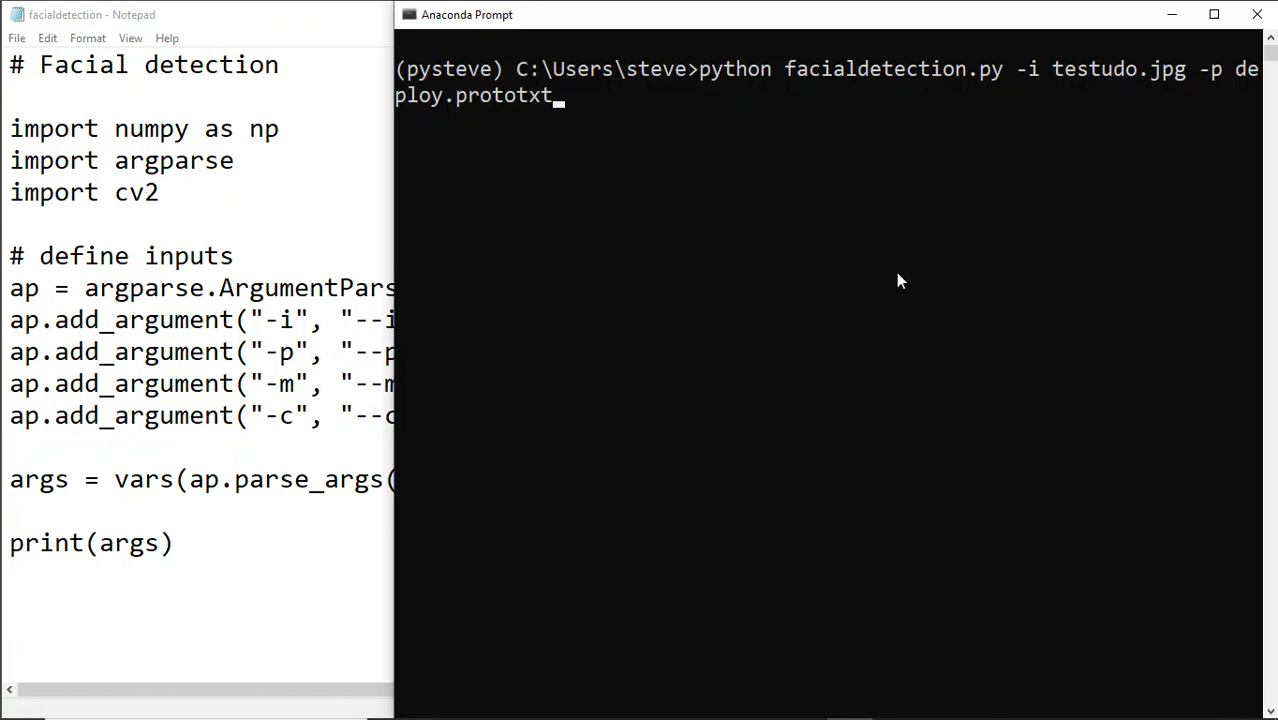 facialdetection - Notepad
File Edit Format View Help
# Facial detection
import numpy as np
import argparse
import cv2
# define inputs
ap = argparse.ArgumentPars
ap.add_argument("-i", "--i
ap.add_argument("-p", "--p
ap.add_argument("-m", "--m
ap.add_argument("-c", "--c
args = vars(ap.parse_args(
print(args)
Anaconda Prompt
(pysteve) C:\Users\steve>python facialdetection.py -i testudo.jpg -p de
ploy.prototxt